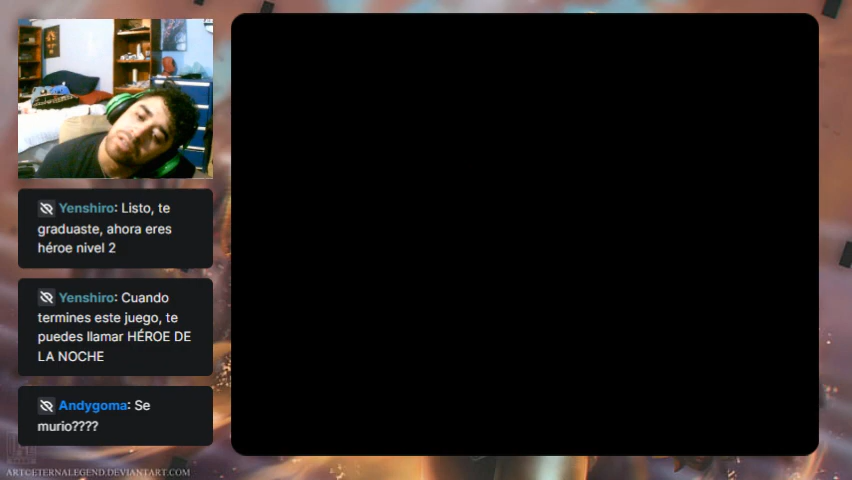 Yenshiro: Listo, te
graduaste, ahora eres
héroe nivel 2
Yenshiro: Cuando
termines este juego, te
puedes llamar HÉROE DE
LA NOCHE
Andygoma: Se
murio????
ARTOETERNALEGEND.DEVIANTART.COM